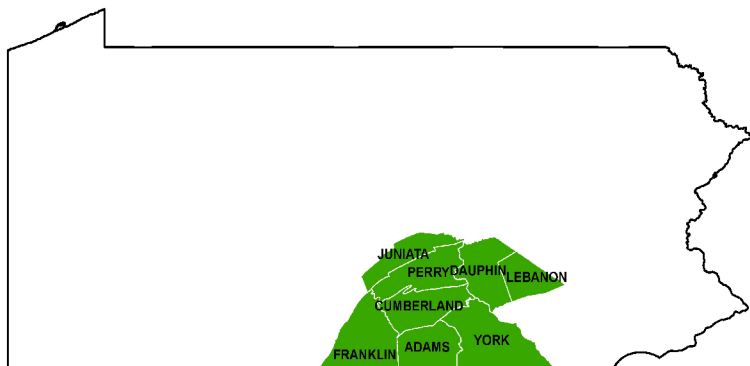 JUNIATA
PERRY DAUPHIN
LEBANON
CUMBERLAND
YORK
FRANKLIN
ADAMS